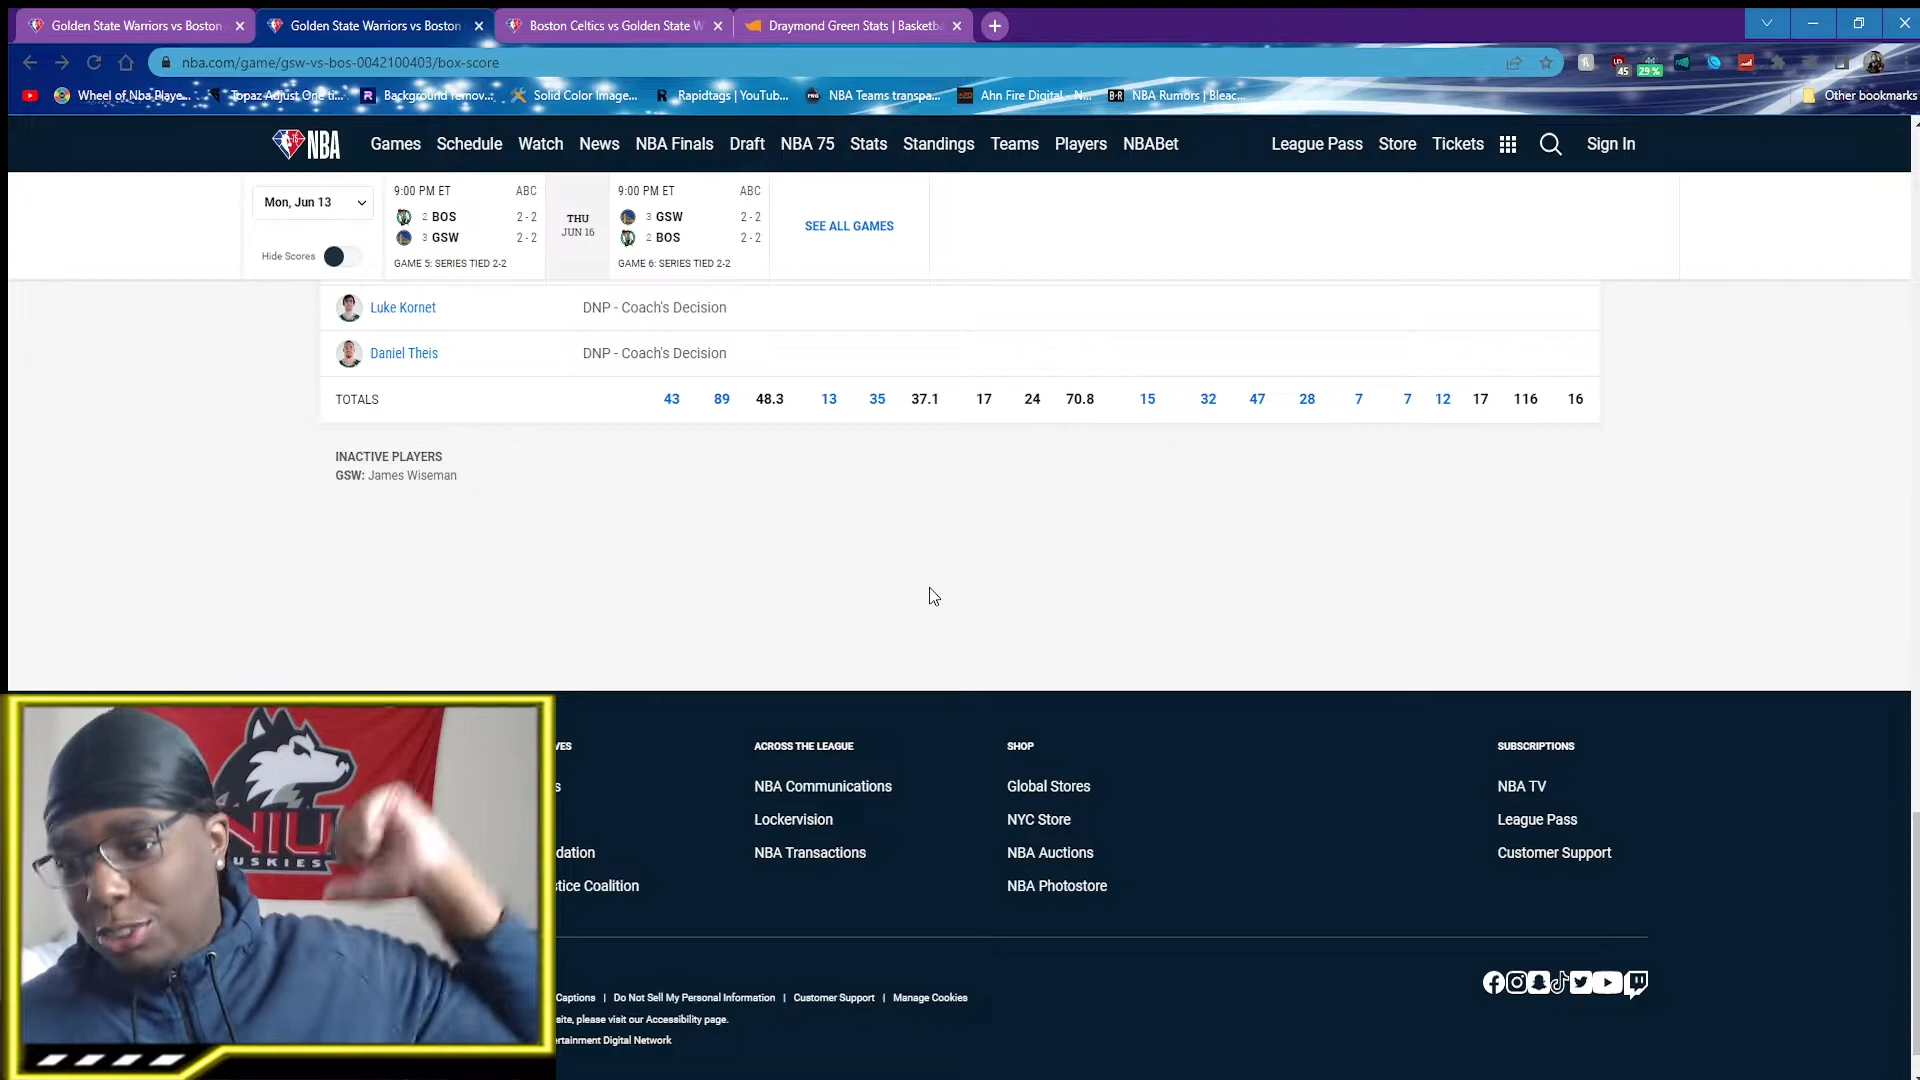 Golden State Warriors vs Boston
Golden State Warriors vs Boston
Boston Celtics vs Golden State W
Draymond Green Stats | Basketba
nba.com/game/gsw-vs-bos-0042100403/box-score
45
29%
Wheel of Nba Playe...
Topaz Adjust One ti...
Background remov...
Solid Color Image...
Rapidtags | YouTub...
NBA Teams transpa...
Ahn Fire Digital - N...
B/R
NBA Rumors | Bleac...
Other bookmarks
NBA
Games
Schedule
Watch
News
NBA Finals
Draft
NBA 75
Stats
Standings
Teams
Players
NBABet
League Pass
Store
Tickets
Sign In
Mon, Jun 13
Hide Scores
9:00 PM ET ABC
2 BOS 2 - 2
3 GSW 2 - 2
GAME 5: SERIES TIED 2-2
THU
JUN 16
9:00 PM ET ABC
3 GSW 2 - 2
2 BOS 2 - 2
GAME 6: SERIES TIED 2-2
SEE ALL GAMES
Luke Kornet DNP - Coach's Decision
Daniel Theis DNP - Coach's Decision
TOTALS 43 89 48.3 13 35 37.1 17 24 70.8 15 32 47 28 7 7 12 17 116 16
INACTIVE PLAYERS
GSW: James Wiseman
VES
s
dation
stice Coalition
ACROSS THE LEAGUE
NBA Communications
Lockervision
NBA Transactions
SHOP
Global Stores
NYC Store
NBA Auctions
NBA Photostore
SUBSCRIPTIONS
NBA TV
League Pass
Customer Support
Captions | Do Not Sell My Personal Information | Customer Support | Manage Cookies
site, please visit our Accessibility page.
ertainment Digital Network
NIU
USKIES